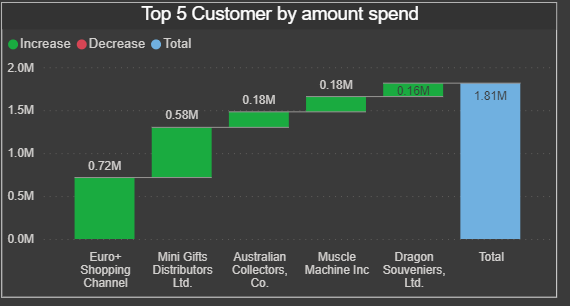 Top 5 Customer by amount spend
Increase Decrease Total
2.0M
1.5M
1.0M
0.5M
0.0M
0.72M
0.58M
0.18M
0.18M
0.16M
1.81M
Euro+
Shopping
Channel
Mini Gifts
Distributors
Ltd.
Australian
Collectors,
Co.
Muscle
Machine Inc
Dragon
Souveniers,
Ltd.
Total